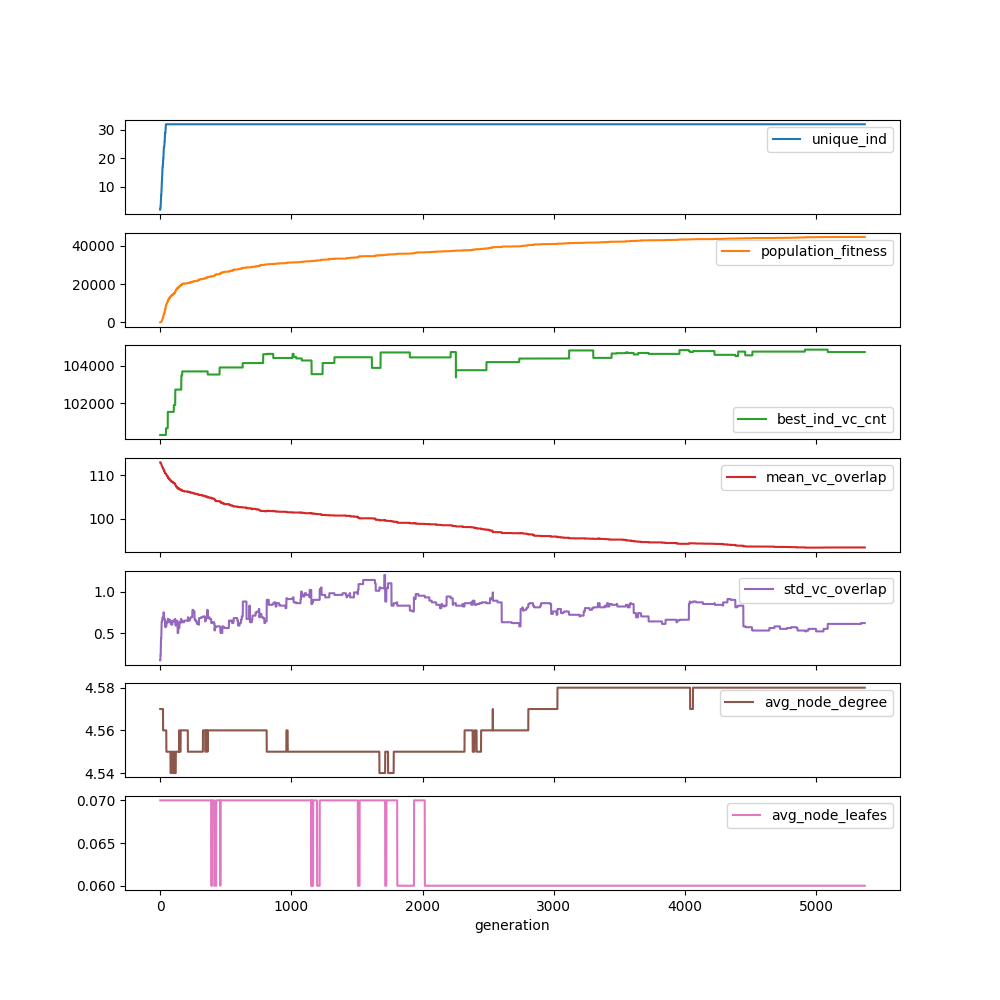 30
20
10
unique_ind
40000
20000
0
population_fitness
104000
102000
best_ind_vc_cnt
110
100
mean_vc_overlap
1.0
0.5
std_vc_overlap
4.58
4.56
4.54
avg_node_degree
0.070
0.065
0.060
avg_node_leafes
0 1000 2000 3000 4000 5000
generation